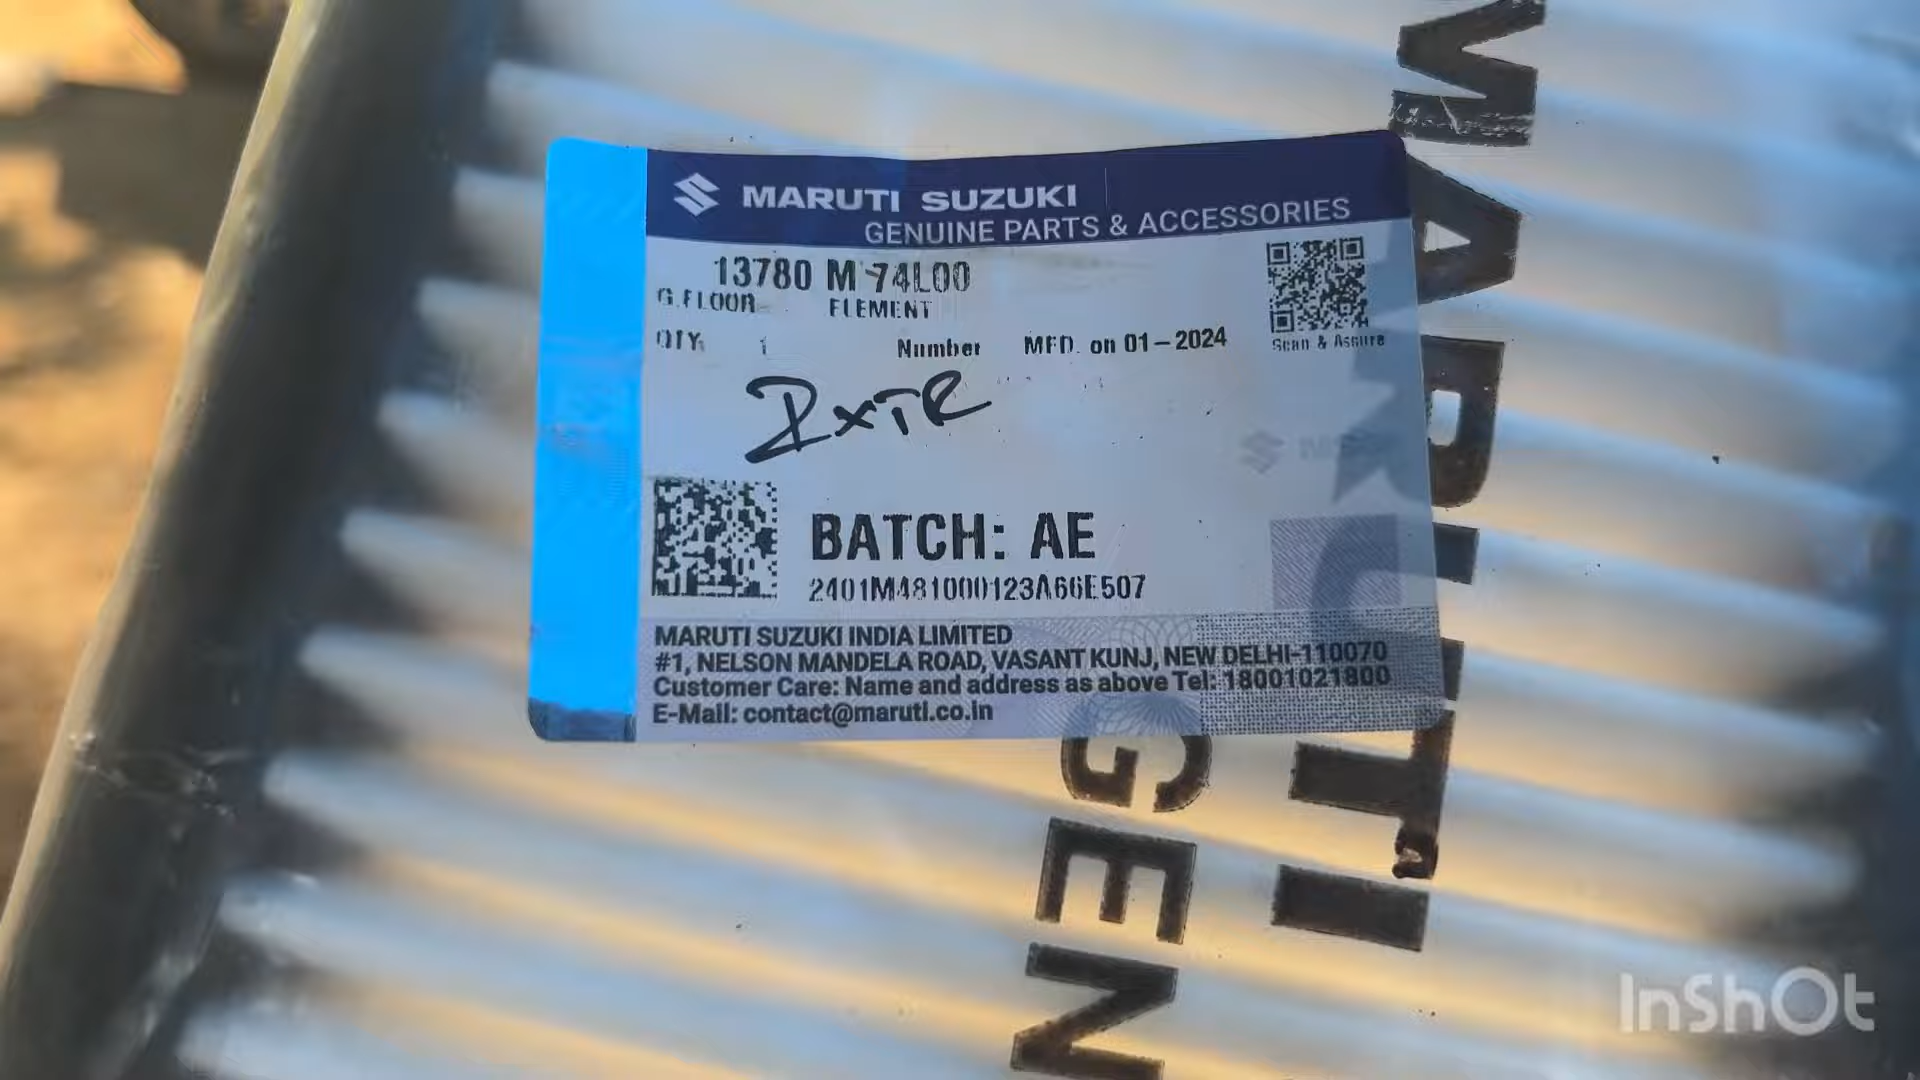 MARUTI SUZUKI
GENUINE PARTS & ACCESSORIES
13780 M 74L00
G.FLOOR ELEMENT
QTY. 1 Number MFD. on 01-2024
Scan & Assure
BATCH: AE
2401M481000123A66E507
MARUTI SUZUKI INDIA LIMITED
#1, NELSON MANDELA ROAD, VASANT KUNJ, NEW DELHI-110070
Customer Care: Name and address as above Tel: 18001021800
E-Mail: contact@maruti.co.in
MARUTI
GEN
InShOt